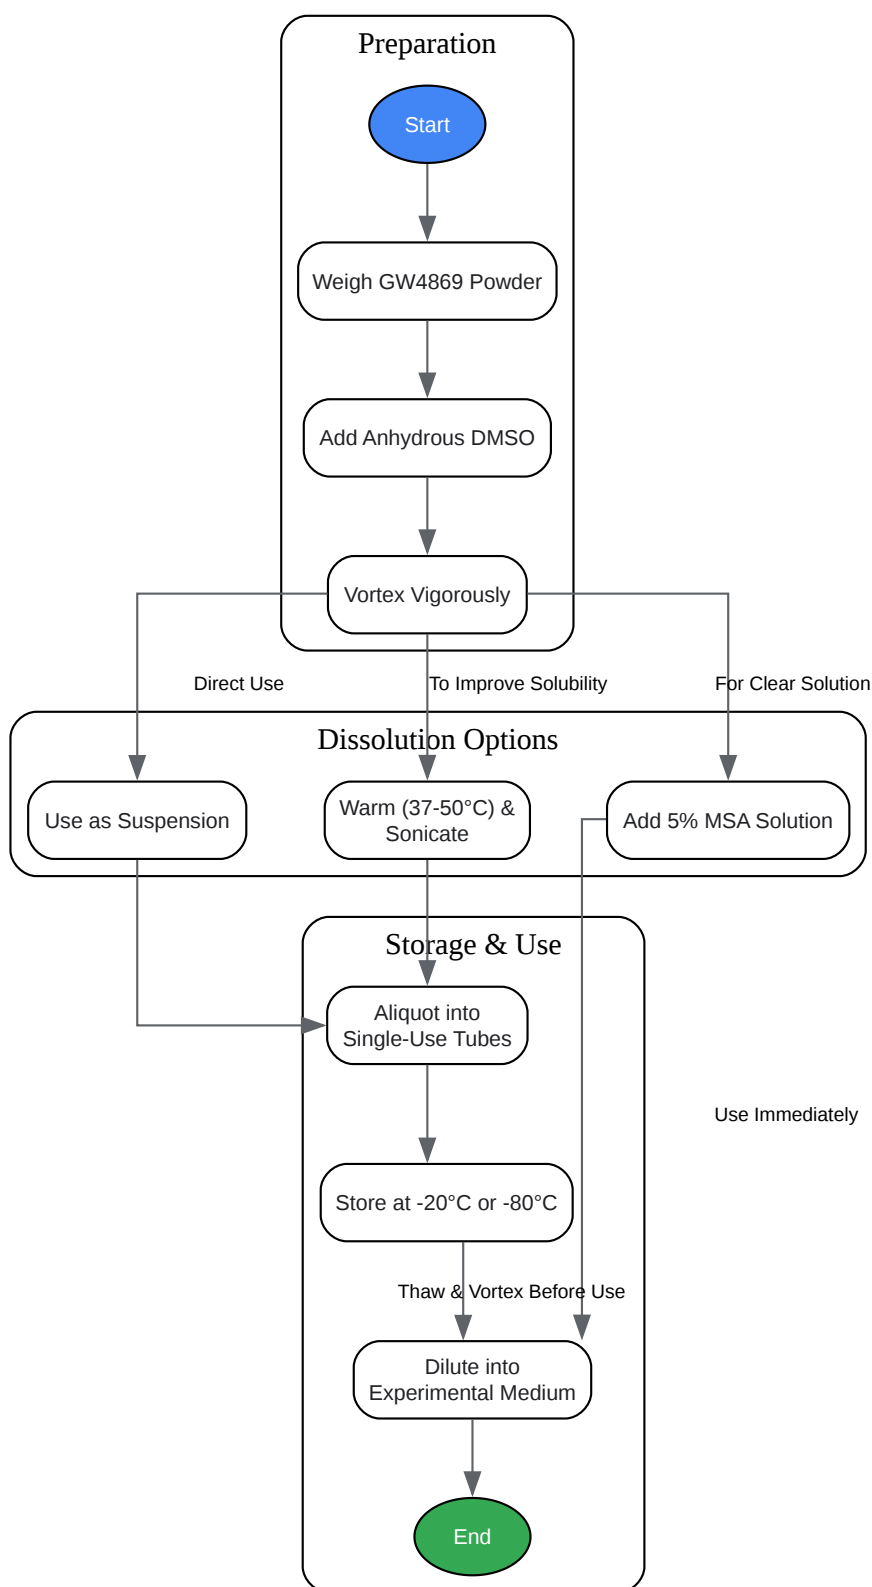 Preparation
Start
Weigh GW4869 Powder
Add Anhydrous DMSO
Vortex Vigorously
Direct Use
To Improve Solubility
For Clear Solution
Dissolution Options
Use as Suspension
Warm (37-50°C) &
Sonicate
Add 5% MSA Solution
Storage & Use
Aliquot into
Single-Use Tubes
Use Immediately
Store at -20°C or -80°C
Thaw & Vortex Before Use
Dilute into
Experimental Medium
End